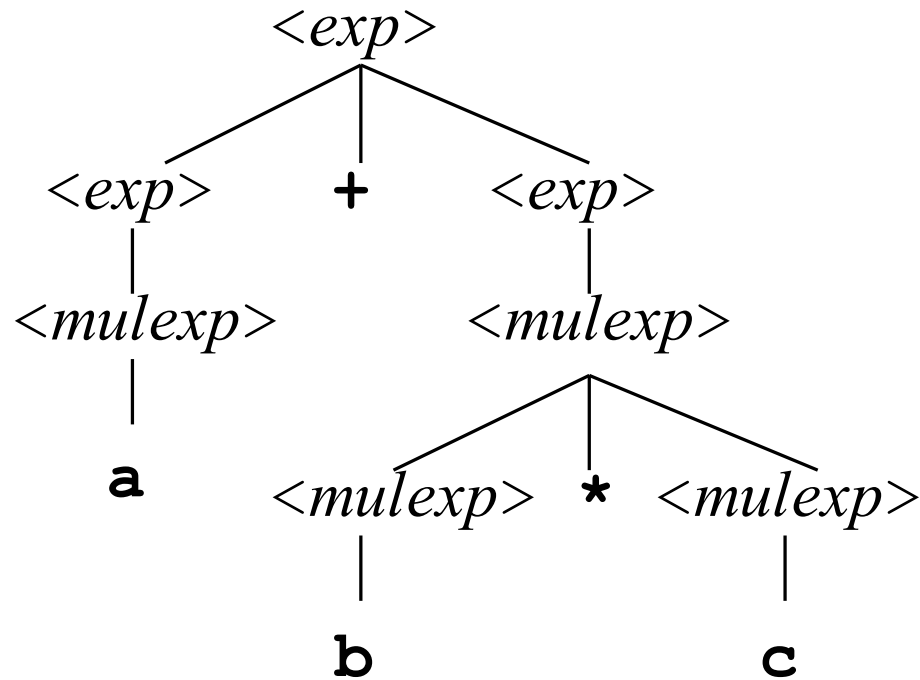 <exp>
<exp> + <exp>
<mulexp> <mulexp>
a <mulexp> * <mulexp>
b c